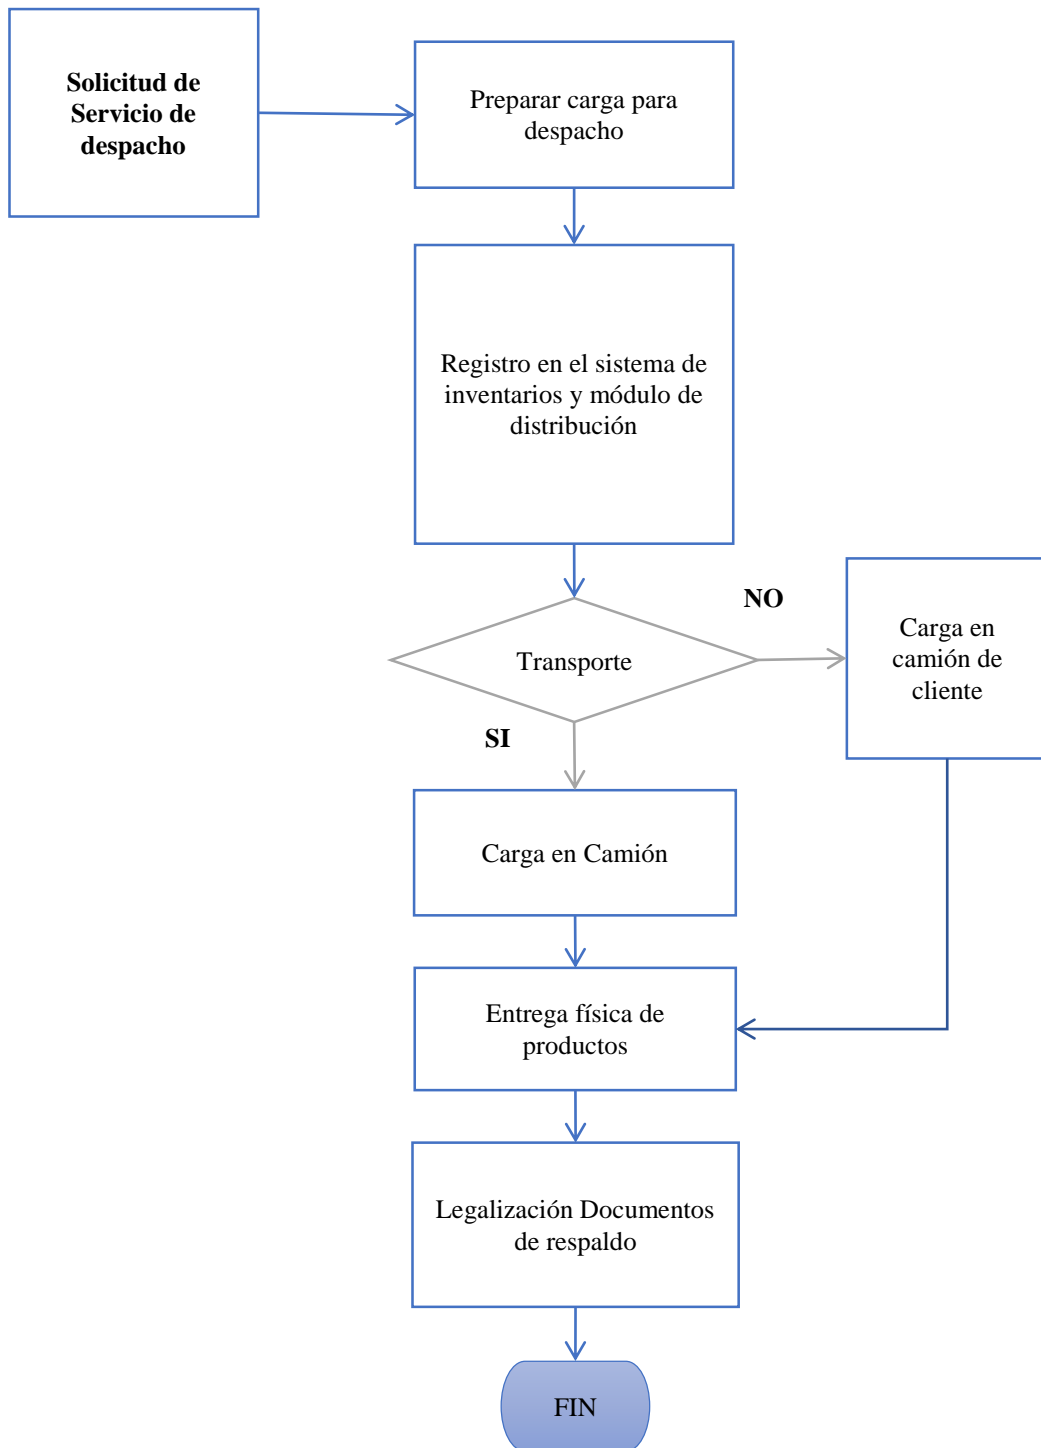 Solicitud de
Servicio de
despacho
Preparar carga para
despacho
Registro en el sistema de
inventarios y módulo de
distribución
NO
Carga en
camión de
cliente
Transporte
SI
Carga en Camión
Entrega física de
productos
Legalización Documentos
de respaldo
FIN